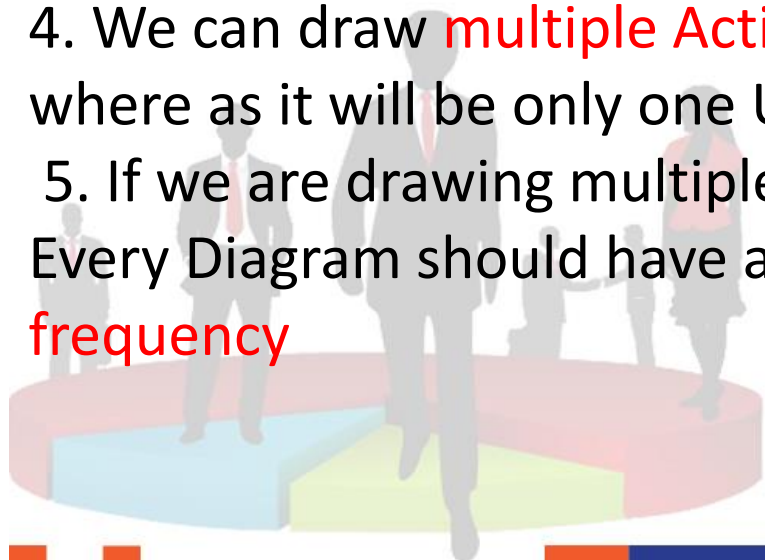 4. We can draw multiple Acti
where as it will be only one
5. If we are drawing multiple
Every Diagram should have a
frequency